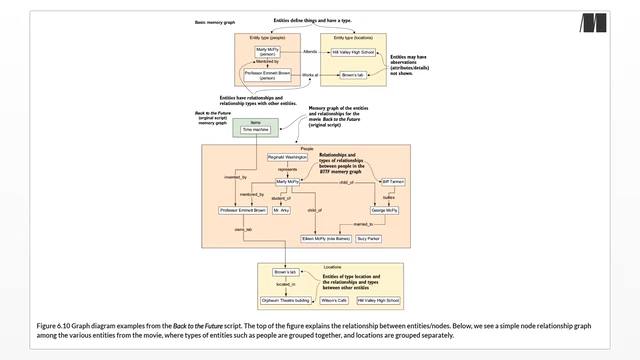 Basic memory graph
Entities define things and have a type.
Entity type (people)
Entity type (locations)
Marty McFly
(person)
Attends
Hill Valley High School
Mentored by
Professor Emmett Brown
(person)
Works at
Brown's lab
Entities may have
observations
(attributes/details)
not shown.
Entities have relationships and
relationship types with other entities.
Back to the Future
(original script)
memory graph
Memory graph of the entities
and relationships for the
movie Back to the Future
(original script)
Items
Time machine
People
Reginald Washington
Relationships and
types of relationships
between people in the
BTTF memory graph
represents
invented_by
Marty McFly
child_of
Biff Tannen
mentored_by
student_of
bullies
Professor Emmett Brown
Mr. Arky
child_of
George McFly
married_to
owns_lab
Eileen McFly (née Baines)
Suzy Parker
Locations
Brown's lab
located_in
Entities of type location and
the relationships and types
between other entities
Orpheum Theatre building
Wilson's Café
Hill Valley High School
Figure 6.10 Graph diagram examples from the Back to the Future script. The top of the figure explains the relationship between entities/nodes. Below, we see a simple node relationship graph
among the various entities from the movie, where types of entities such as people are grouped together, and locations are grouped separately.